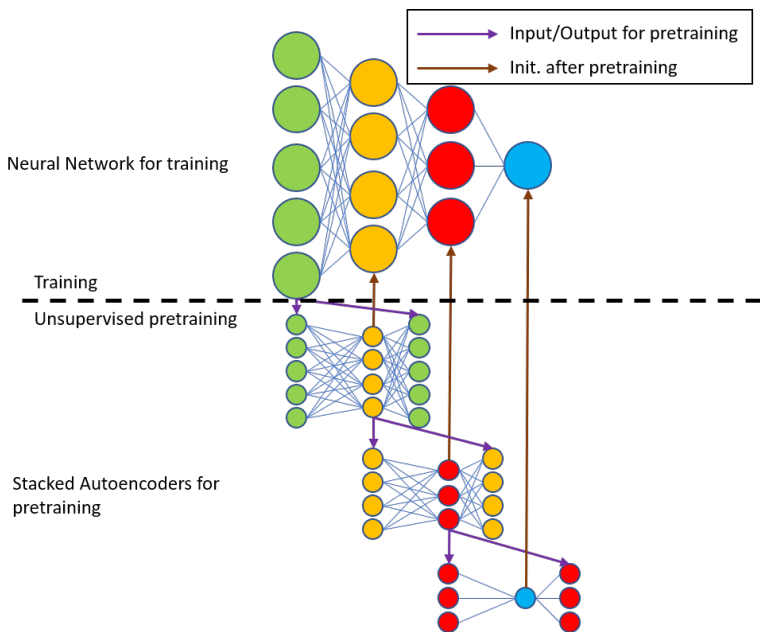 Input/Output for pretraining
Init. after pretraining
Neural Network for training
Training
Unsupervised pretraining
Stacked Autoencoders for
pretraining